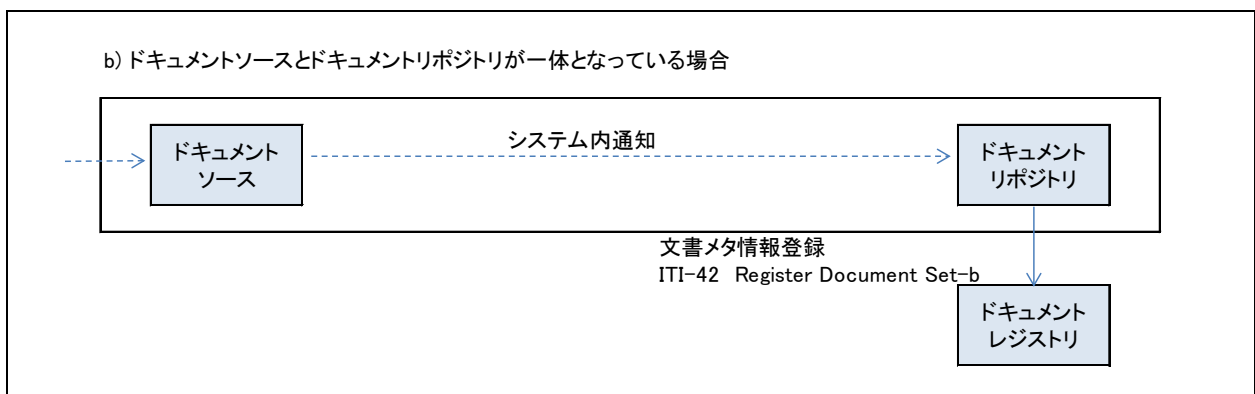 b) ドキュメントソースとドキュメントリポジトリが一体となっている場合
システム内通知
ドキュメント
ソース
ドキュメント
リポジトリ
文書メタ情報登録
ITI-42 Register Document Set-b
ドキュメント
レジストリ